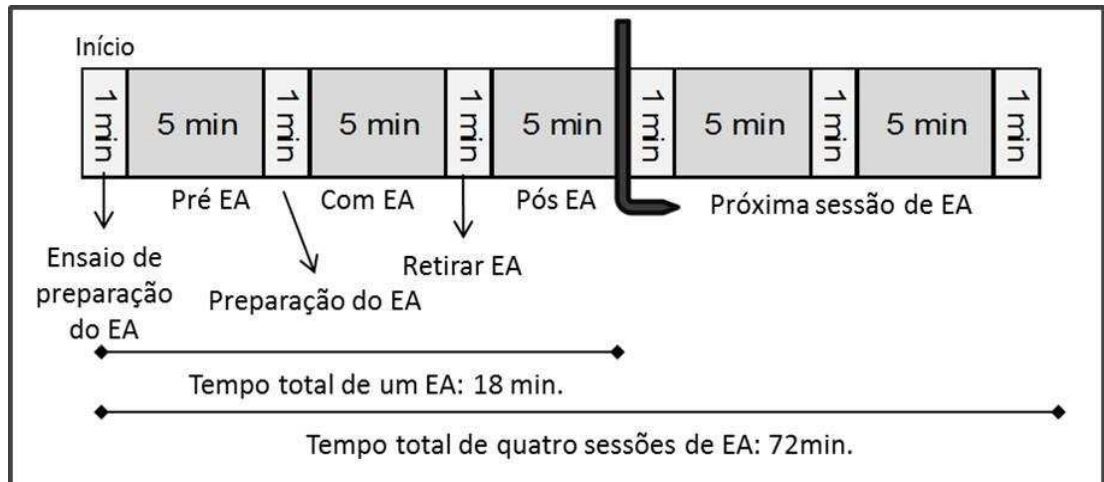 Início
1 min
5 min
1 min
5 min
1 min
5 min
1 min
5 min
1 min
5 min
1 min
Pré EA
Com EA
Pós EA
Próxima sessão de EA
Ensaio de
preparação
do EA
Preparação do EA
Retirar EA
Tempo total de um EA: 18 min.
Tempo total de quatro sessões de EA: 72min.